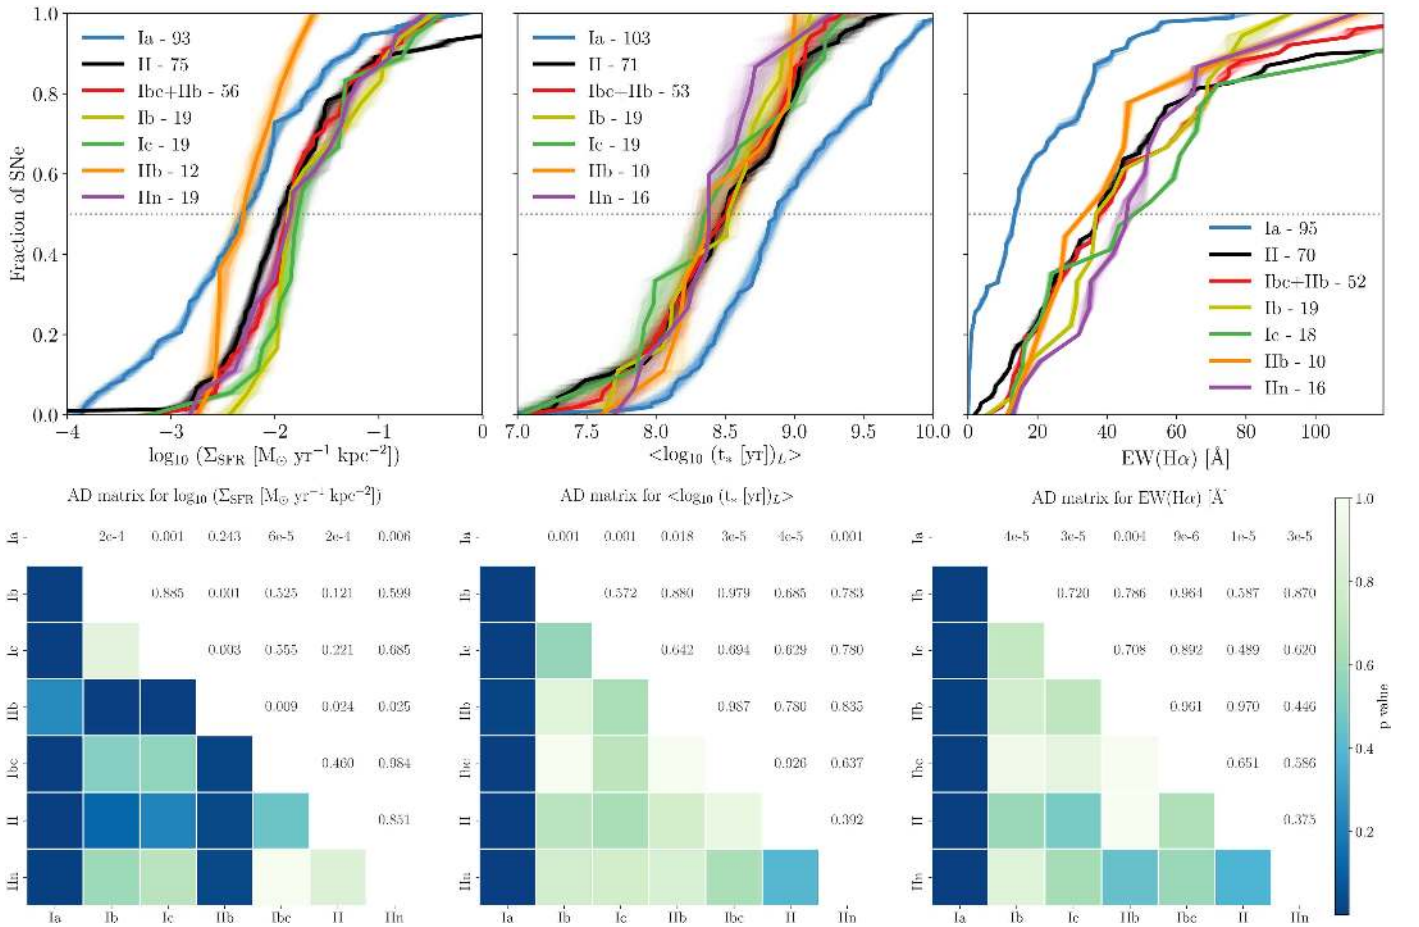 1.0
0.8
0.6
0.4
0.2
0.0
Fraction of SNe
Ia - 93
II - 75
Ibc+IIb - 56
Ib - 19
Ic - 19
IIb - 12
IIn - 19
−4 −3 −2 −1 0
log₁₀ (Σ_SFR [M⊙ yr⁻¹ kpc⁻²])
Ia - 103
II - 71
Ibc+IIb - 53
Ib - 19
Ic - 19
IIb - 10
IIn - 16
7.0 7.5 8.0 8.5 9.0 9.5 10.0
<log₁₀ (t* [yr])_L>
Ia - 95
II - 70
Ibc+IIb - 52
Ib - 19
Ic - 18
IIb - 10
IIn - 16
0 20 40 60 80 100
EW(Hα) [Å]
AD matrix for log₁₀ (Σ_SFR [M⊙ yr⁻¹ kpc⁻²])
Ia 2e-4 0.001 0.243 6e-5 2e-4 0.006
Ib 0.885 0.001 0.525 0.121 0.599
Ic 0.003 0.555 0.221 0.685
IIb 0.009 0.024 0.025
Ibc 0.460 0.984
II 0.851
IIn
Ia Ib Ic IIb Ibc II IIn
AD matrix for <log₁₀ (t* [yr])_L>
Ia 0.001 0.001 0.018 3e-5 4e-5 0.001
Ib 0.572 0.880 0.979 0.685 0.783
Ic 0.642 0.694 0.629 0.780
IIb 0.987 0.780 0.835
Ibc 0.926 0.637
II 0.392
IIn
Ia Ib Ic IIb Ibc II IIn
AD matrix for EW(Hα) [Å]
Ia 4e-5 3e-5 0.004 9e-6 1e-5 3e-5
Ib 0.720 0.786 0.964 0.587 0.870
Ic 0.708 0.892 0.489 0.620
IIb 0.961 0.970 0.446
Ibc 0.651 0.586
II 0.375
IIn
Ia Ib Ic IIb Ibc II IIn
1.0
0.8
0.6
0.4
0.2
p value